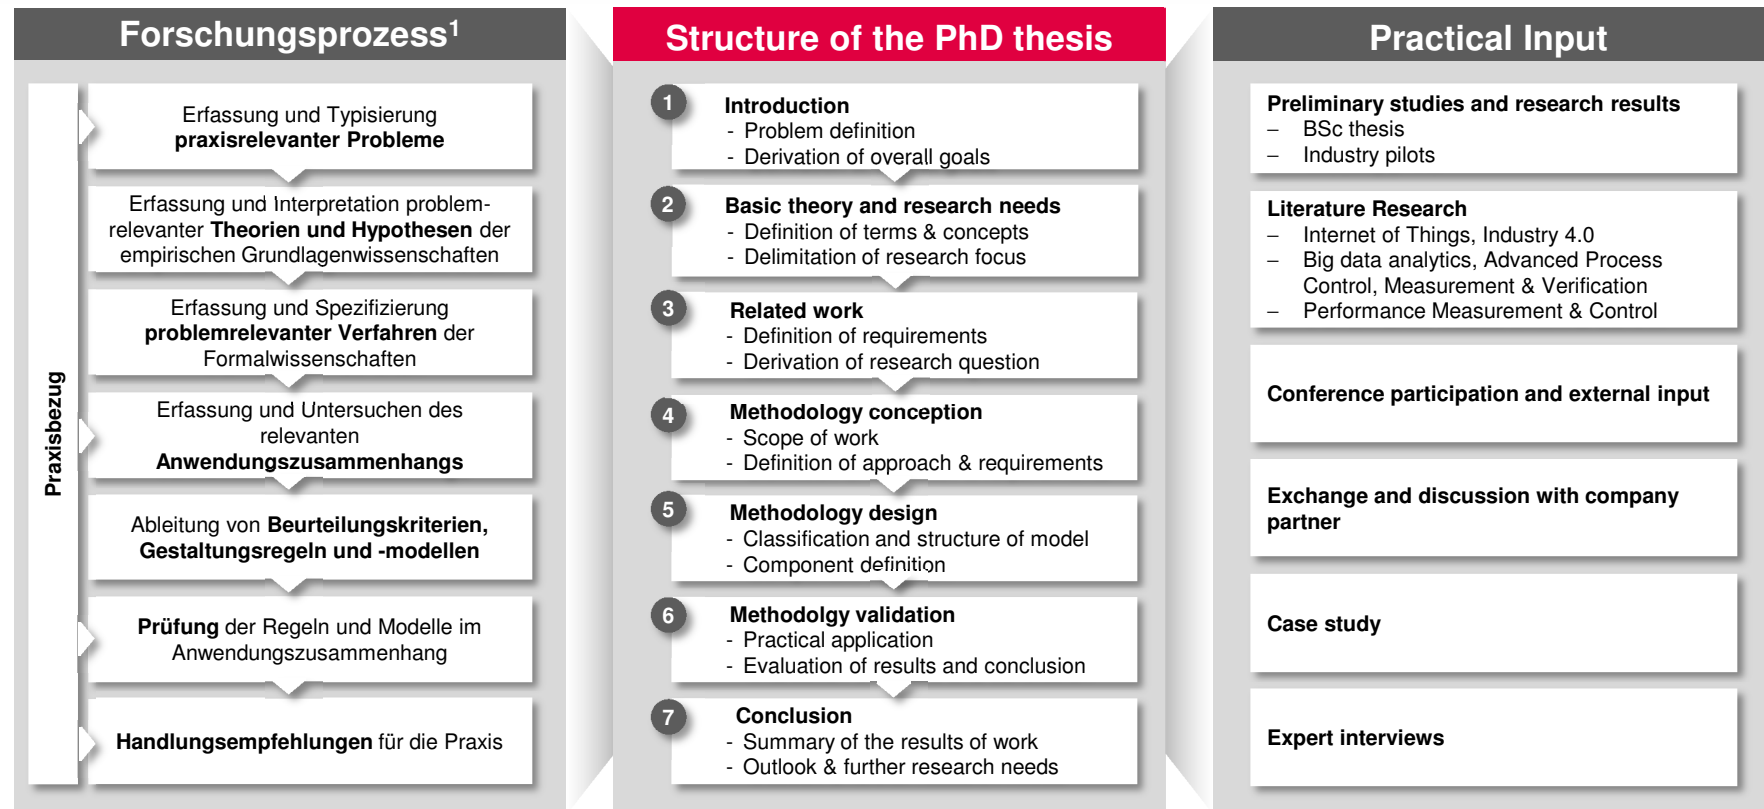 Forschungsprozess1
Praxisbezug
Erfassung und Typisierung
praxisrelevanter Probleme
Erfassung und Interpretation problem-
relevanter Theorien und Hypothesen der
empirischen Grundlagenwissenschaften
Erfassung und Spezifizierung
problemrelevanter Verfahren der
Formalwissenschaften
Erfassung und Untersuchen des
relevanten
Anwendungszusammenhangs
Ableitung von Beurteilungskriterien,
Gestaltungsregeln und -modellen
Prüfung der Regeln und Modelle im
Anwendungszusammenhang
Handlungsempfehlungen für die Praxis
Structure of the PhD thesis
1 Introduction
- Problem definition
- Derivation of overall goals
2 Basic theory and research needs
- Definition of terms & concepts
- Delimitation of research focus
3 Related work
- Definition of requirements
- Derivation of research question
4 Methodology conception
- Scope of work
- Definition of approach & requirements
5 Methodology design
- Classification and structure of model
- Component definition
6 Methodolgy validation
- Practical application
- Evaluation of results and conclusion
7 Conclusion
- Summary of the results of work
- Outlook & further research needs
Practical Input
Preliminary studies and research results
– BSc thesis
– Industry pilots
Literature Research
– Internet of Things, Industry 4.0
– Big data analytics, Advanced Process
Control, Measurement & Verification
– Performance Measurement & Control
Conference participation and external input
Exchange and discussion with company
partner
Case study
Expert interviews